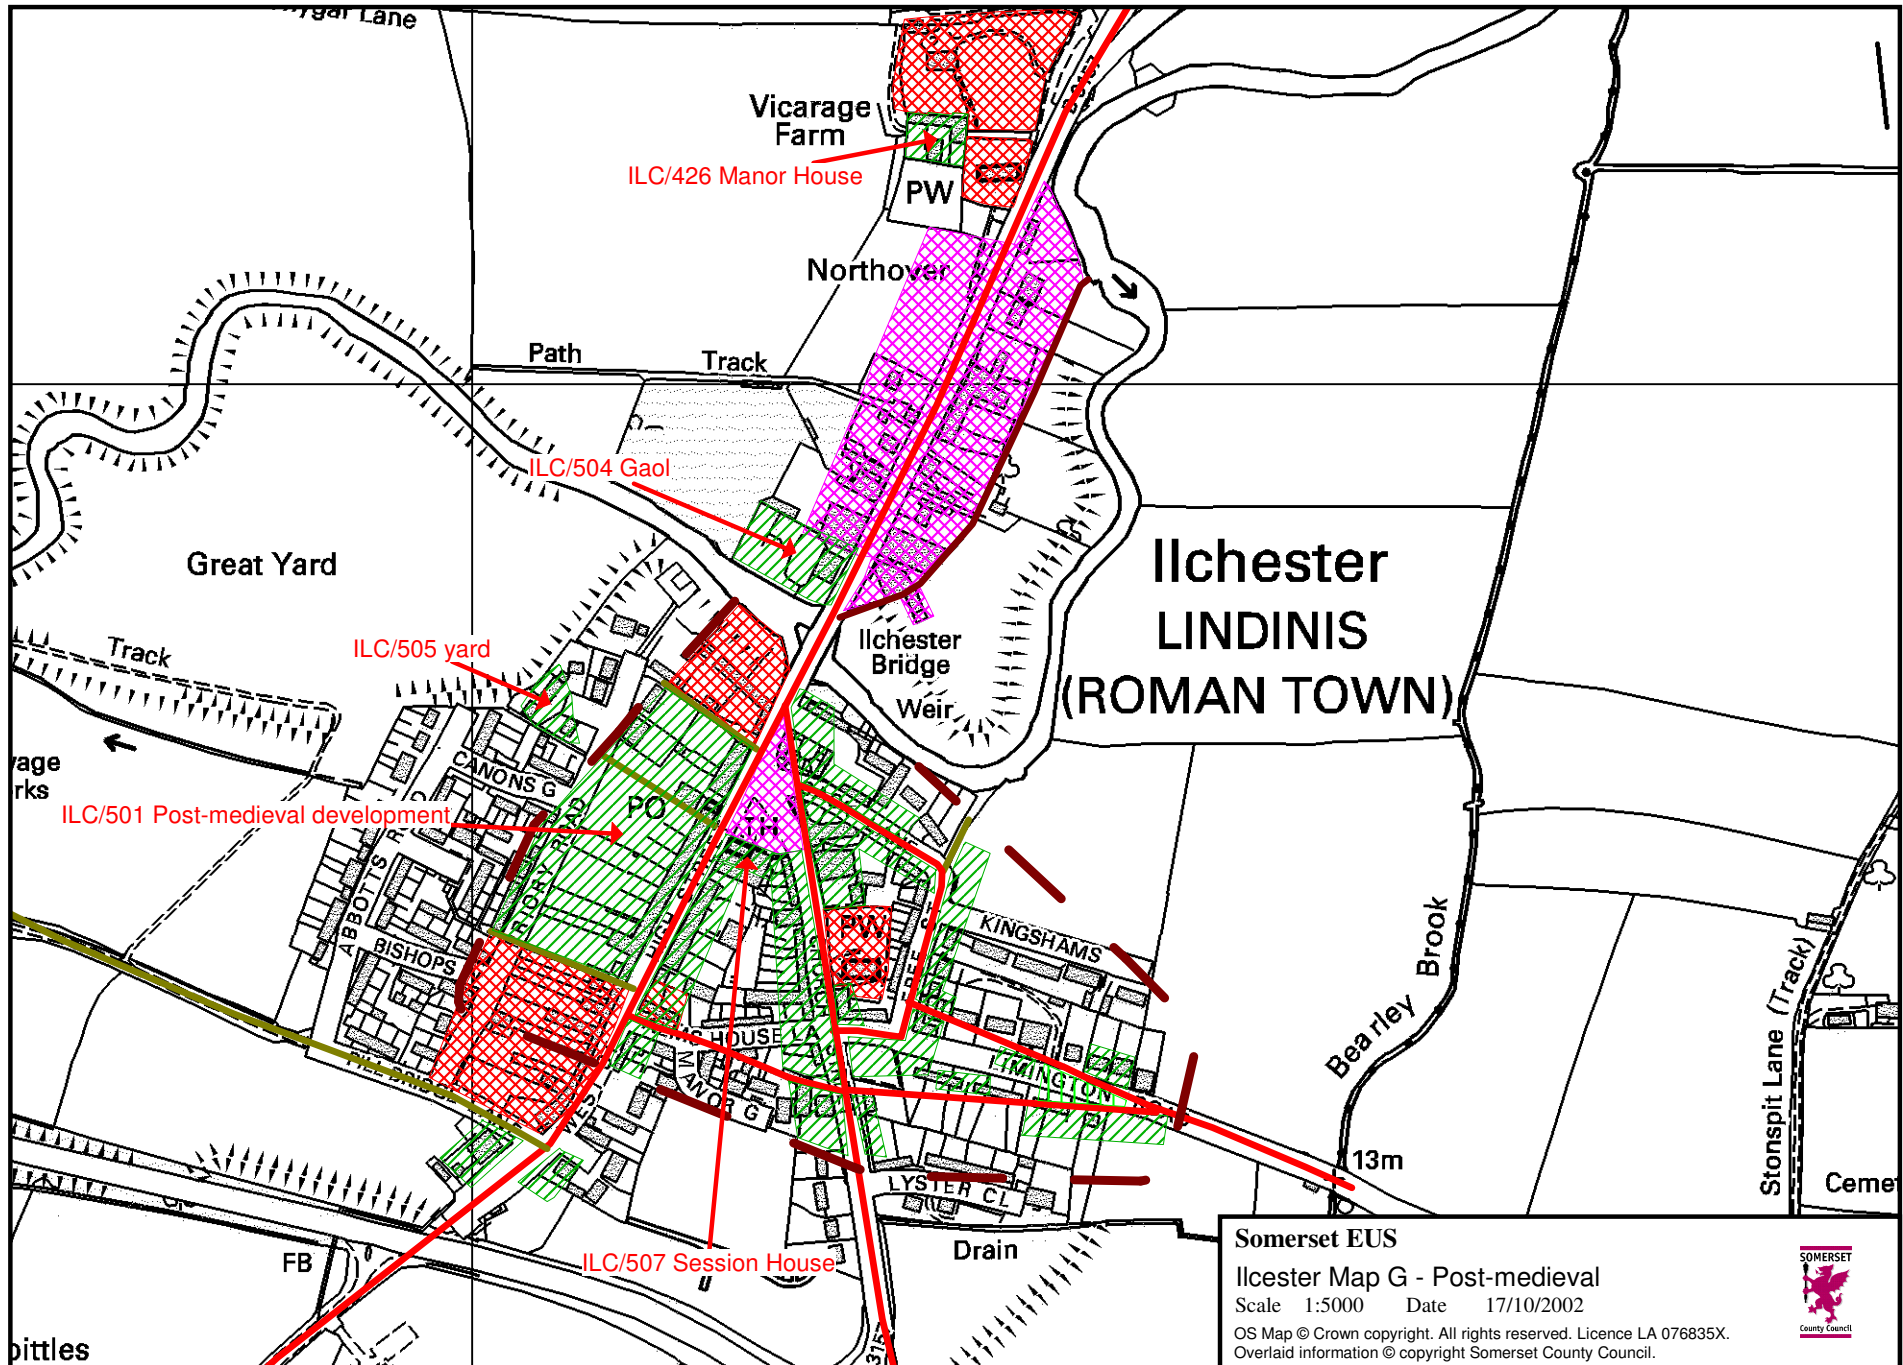 Vicarage
Farm
ILC/426 Manor House
PW
Northover
Path
Track
ILC/504 Gaol
Great Yard
Ilchester
LINDINIS
(ROMAN TOWN)
Ilchester
Bridge
Weir
Track
ILC/505 yard
CANONS G
ILC/501 Post-medieval development
PO
PRIORY ROAD
TH
ABBOTTS
BISHOPS
HIGH
PW
FREE
KINGSHAMS
Bearley Brook
Stonspit Lane (Track)
HOUSE
MANOR G
LIMINGTON
13m
LYSTER CL
Drain
FB
ILC/507 Session House
Somerset EUS
Ilcester Map G - Post-medieval
Scale 1:5000 Date 17/10/2002
OS Map © Crown copyright. All rights reserved. Licence LA 076835X.
Overlaid information © copyright Somerset County Council.
SOMERSET
County Council